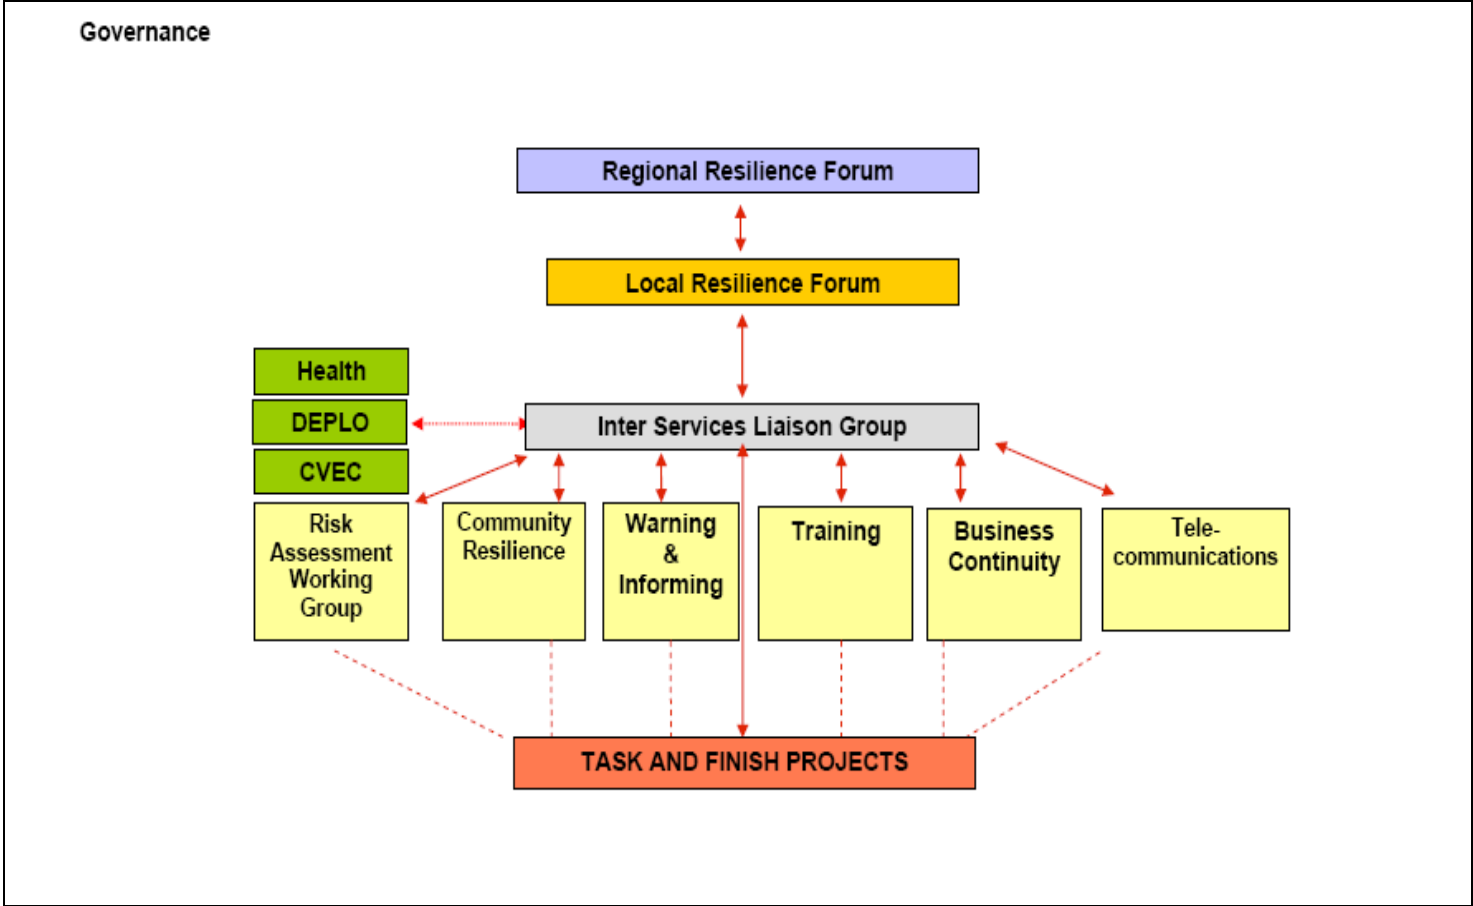 Governance
Regional Resilience Forum
Local Resilience Forum
Health
DEPLO
CVEC
Inter Services Liaison Group
Risk
Assessment
Working
Group
Community
Resilience
Warning
&
Informing
Training
Business
Continuity
Tele-
communications
TASK AND FINISH PROJECTS